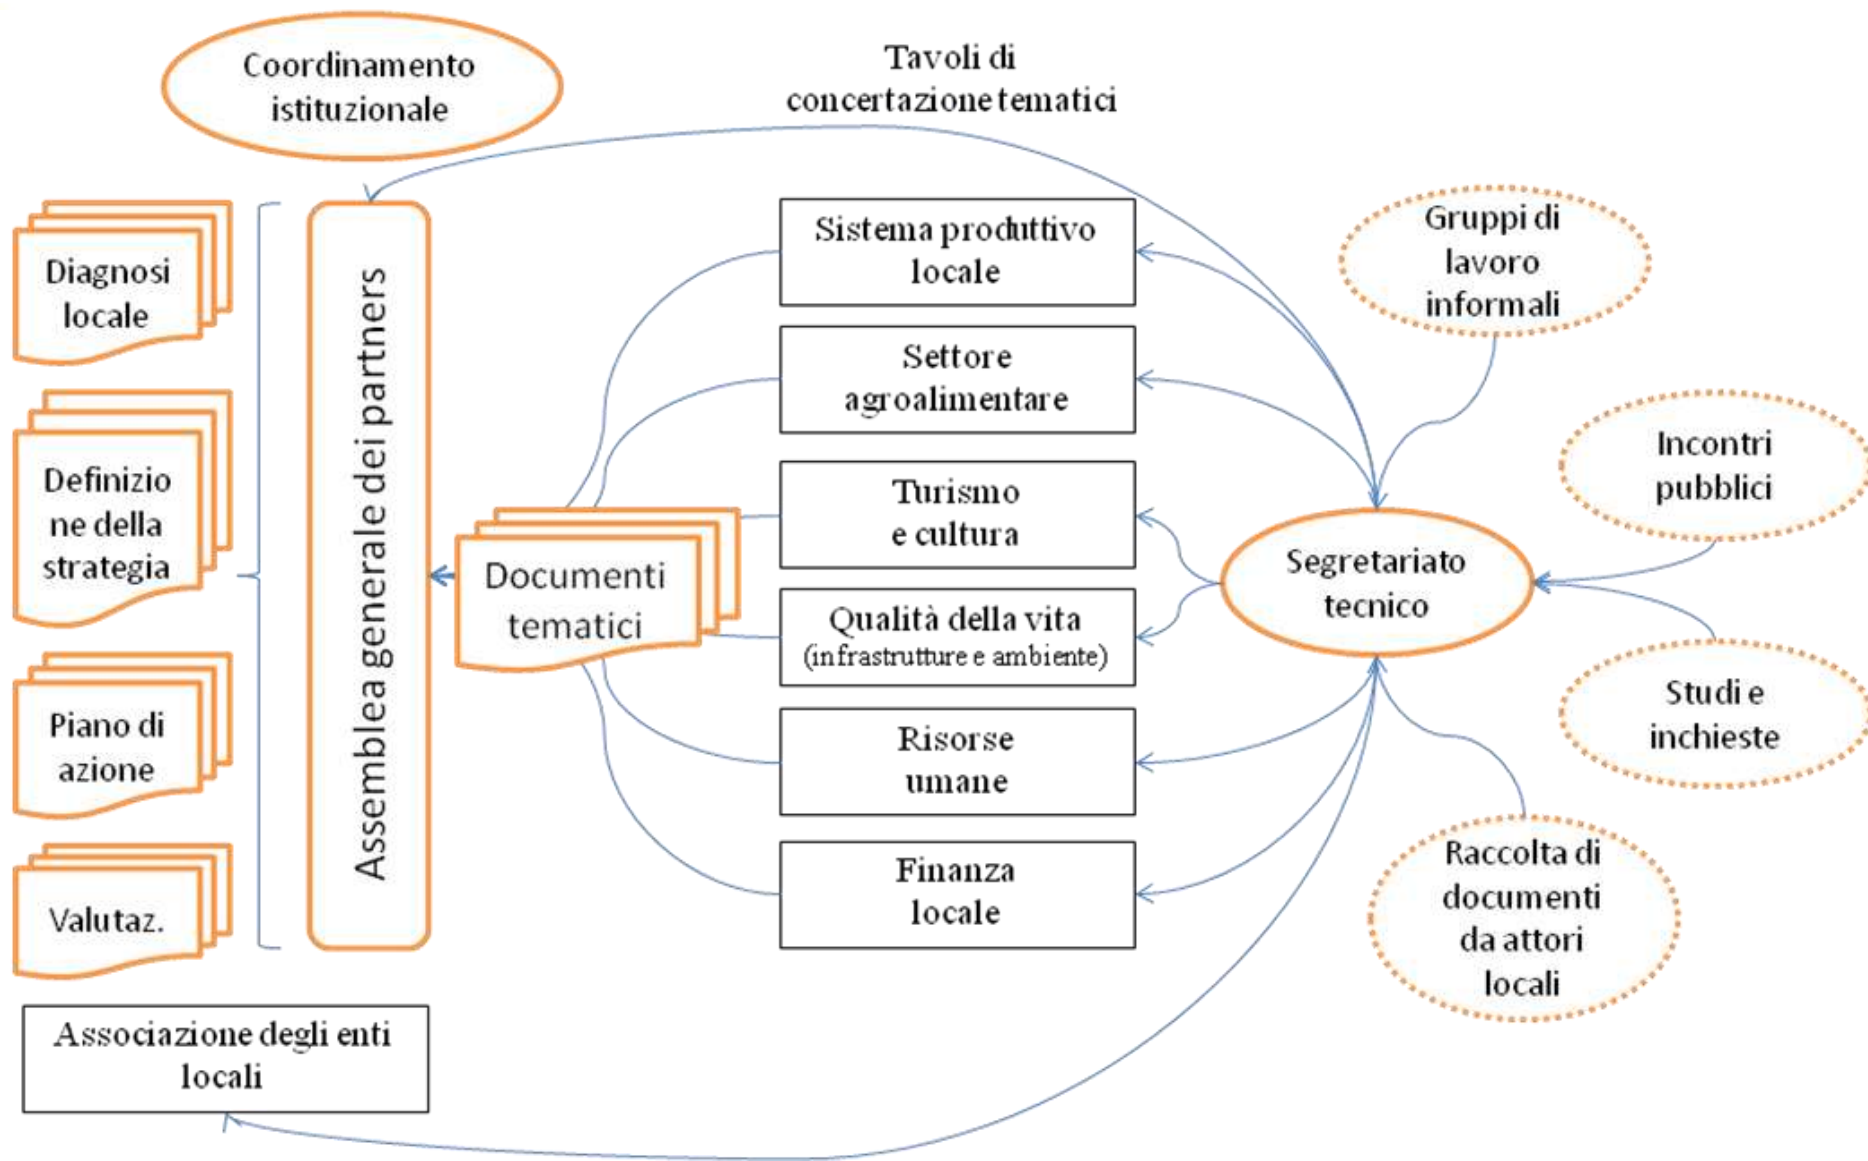 Coordinamento
istituzionale
Tavoli di
concertazione tematici
Diagnosi
locale
Definizio
ne della
strategia
Piano di
azione
Valutaz.
Assemblea generale dei partners
Documenti
tematici
Sistema produttivo
locale
Settore
agroalimentare
Turismo
e cultura
Qualità della vita
(infrastrutture e ambiente)
Risorse
umane
Finanza
locale
Segretariato
tecnico
Gruppi di
lavoro
informali
Incontri
pubblici
Studi e
inchieste
Raccolta di
documenti
da attori
locali
Associazione degli enti
locali